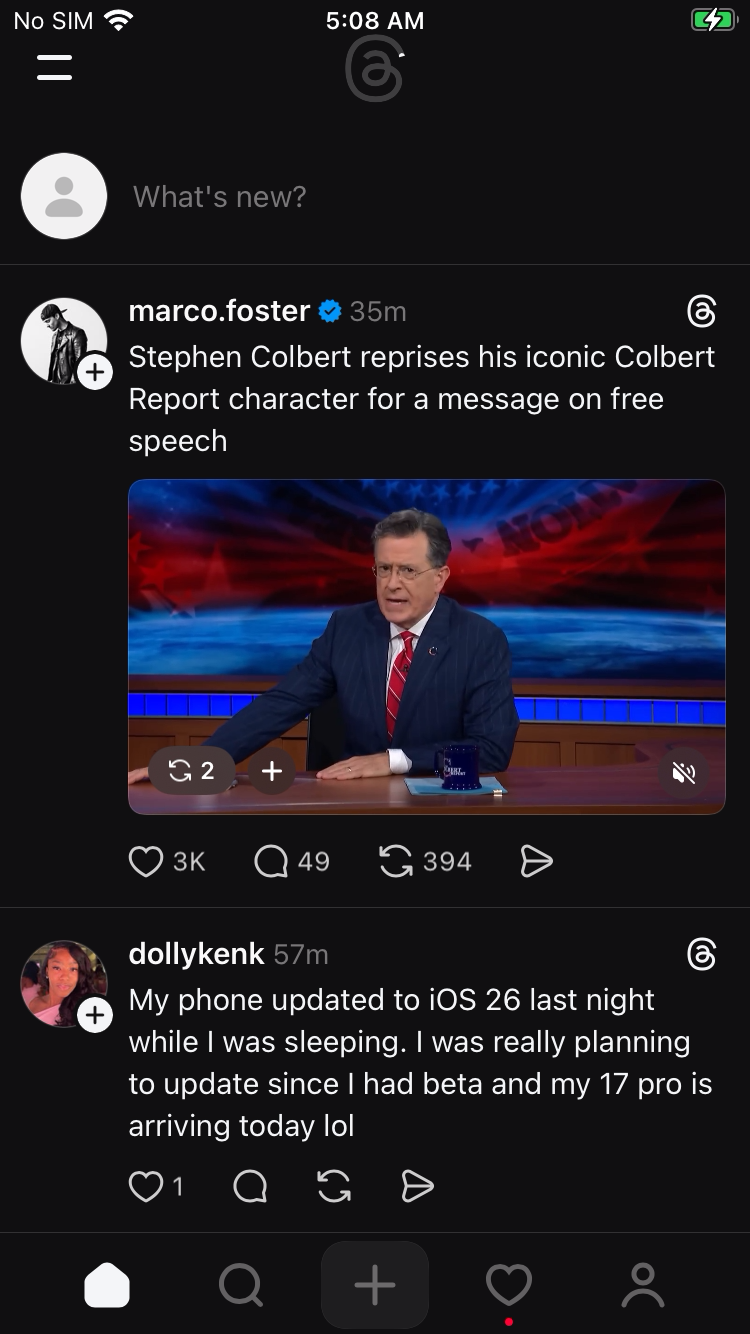 No SIM 5:08 AM
What's new?
marco.foster 35m
Stephen Colbert reprises his iconic Colbert
Report character for a message on free
speech
2
3K 49 394
dollykenk 57m
My phone updated to iOS 26 last night
while I was sleeping. I was really planning
to update since I had beta and my 17 pro is
arriving today lol
1